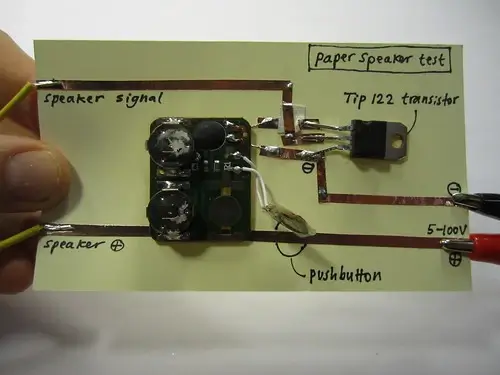 paper speaker test
speaker signal
Tip 122 transistor
⊖
⊖
5-100V
speaker ⊕
⊕
pushbutton